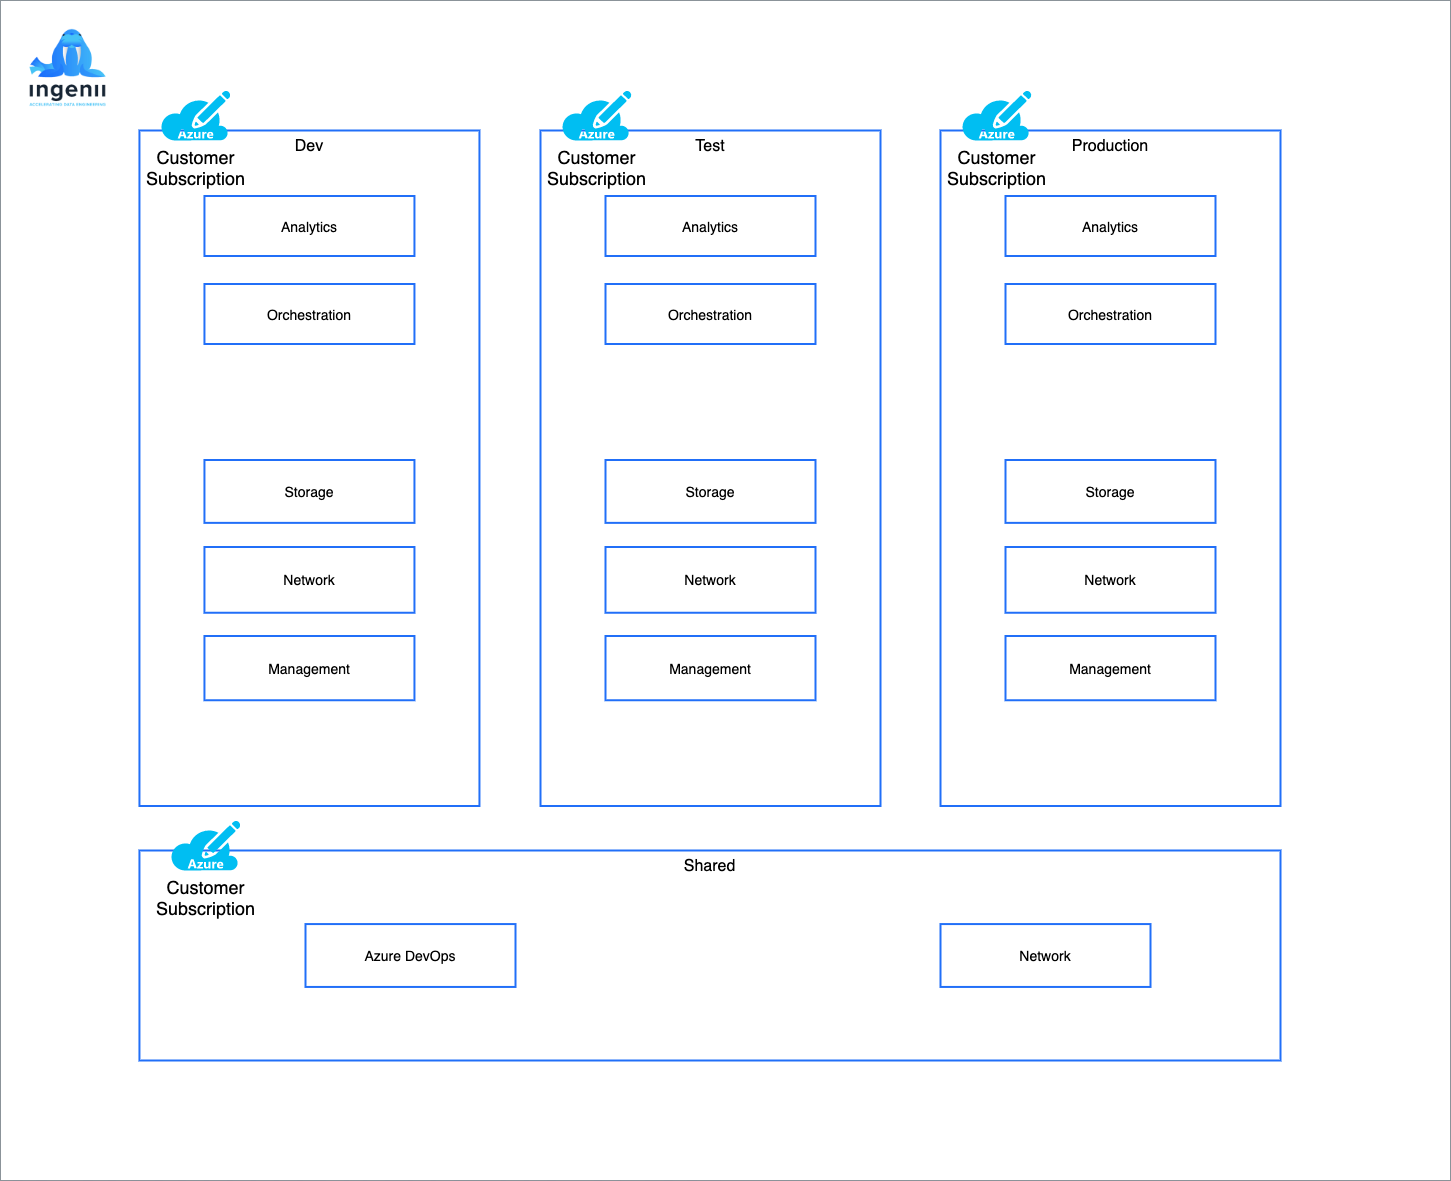 ingenii
ACCELERATING DATA ENGINEERING
Azure
Customer
Subscription
Dev
Analytics
Orchestration
Storage
Network
Management
Azure
Customer
Subscription
Test
Analytics
Orchestration
Storage
Network
Management
Azure
Customer
Subscription
Production
Analytics
Orchestration
Storage
Network
Management
Azure
Customer
Subscription
Shared
Azure DevOps
Network